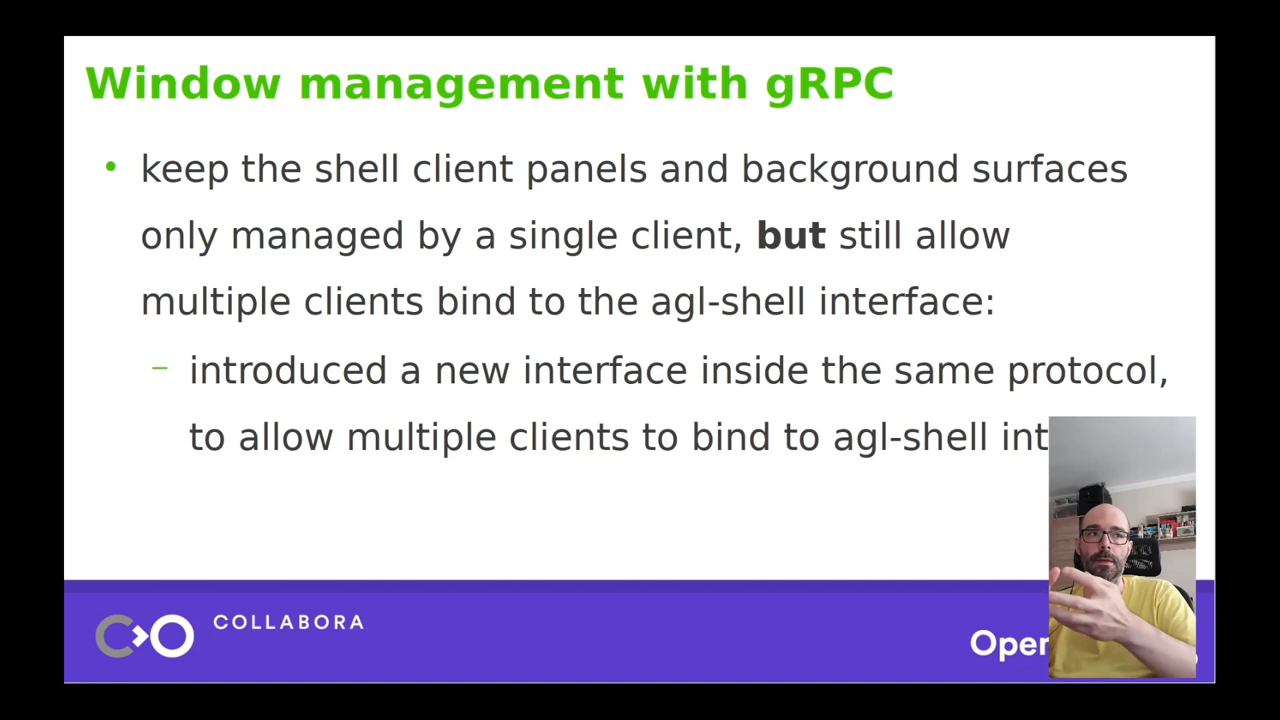 Window management with gRPC
• keep the shell client panels and background surfaces
only managed by a single client, but still allow
multiple clients bind to the agl-shell interface:
– introduced a new interface inside the same protocol,
to allow multiple clients to bind to agl-shell
COLLABORA